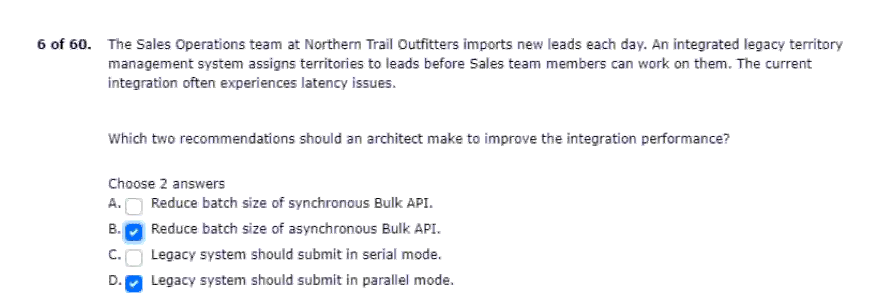 6 of 60. The Sales Operations team at Northern Trail Outfitters imports new leads each day. An integrated legacy territory
management system assigns territories to leads before Sales team members can work on them. The current
integration often experiences latency issues.
Which two recommendations should an architect make to improve the integration performance?
Choose 2 answers
A. Reduce batch size of synchronous Bulk API.
B. Reduce batch size of asynchronous Bulk API.
C. Legacy system should submit in serial mode.
D. Legacy system should submit in parallel mode.